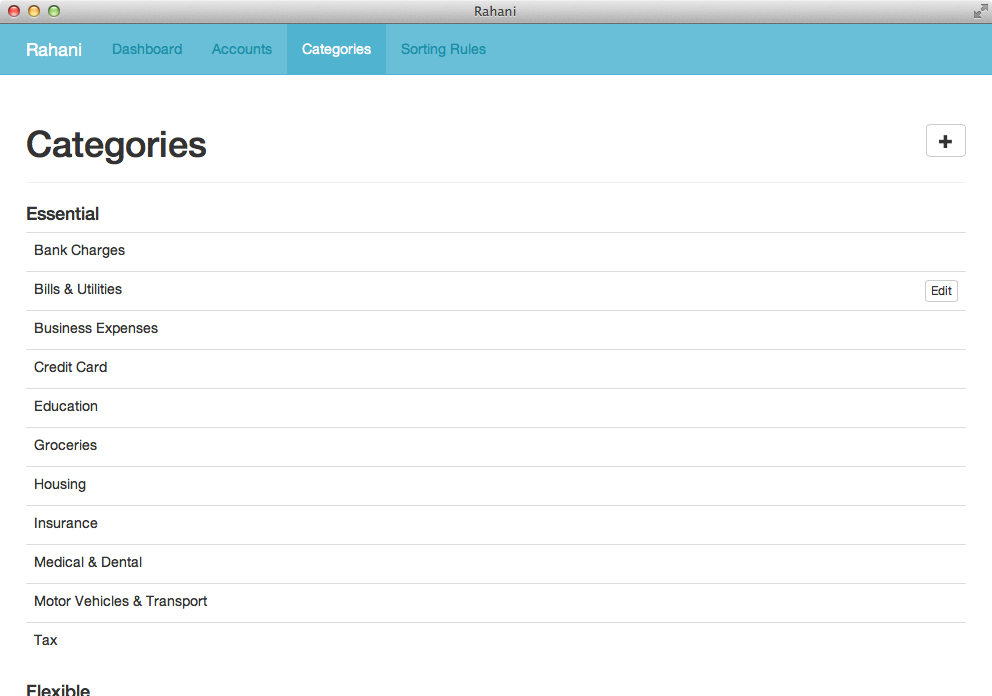 Rahani
Rahani Dashboard Accounts Categories Sorting Rules
Categories
Essential
Bank Charges
Bills & Utilities Edit
Business Expenses
Credit Card
Education
Groceries
Housing
Insurance
Medical & Dental
Motor Vehicles & Transport
Tax
Flexible